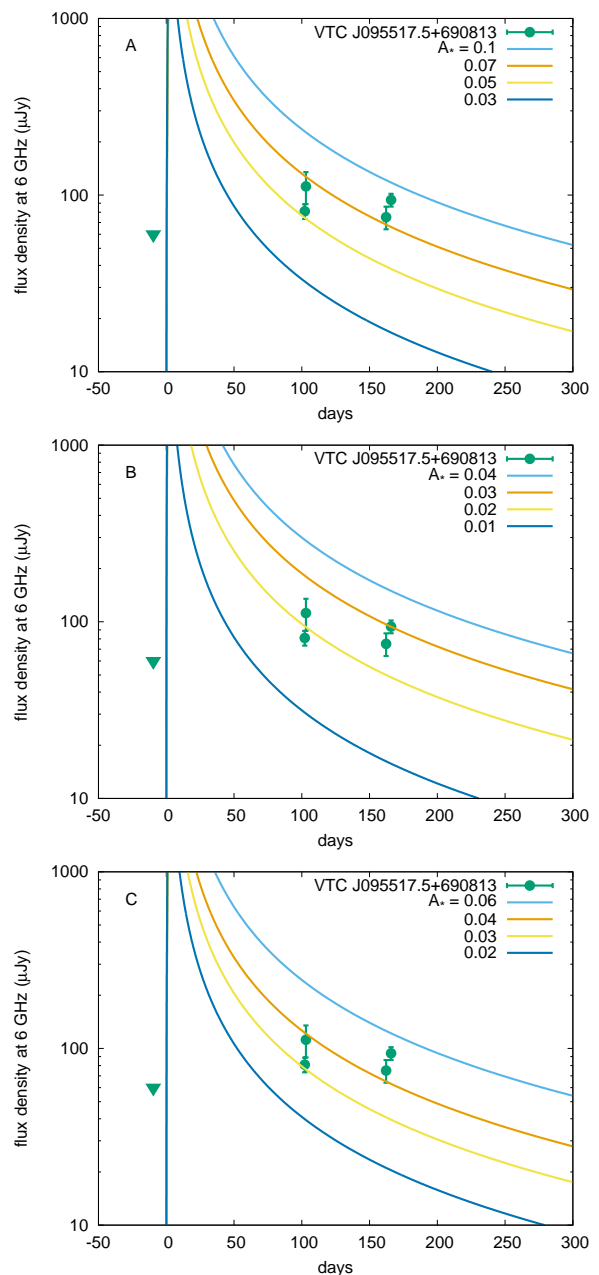 1000
A
VTC J095517.5+690813
A* = 0.1
0.07
0.05
0.03
100
flux density at 6 GHz (μJy)
10
-50 0 50 100 150 200 250 300
days
1000
B
VTC J095517.5+690813
A* = 0.04
0.03
0.02
0.01
100
flux density at 6 GHz (μJy)
10
-50 0 50 100 150 200 250 300
days
1000
C
VTC J095517.5+690813
A* = 0.06
0.04
0.03
0.02
100
flux density at 6 GHz (μJy)
10
-50 0 50 100 150 200 250 300
days